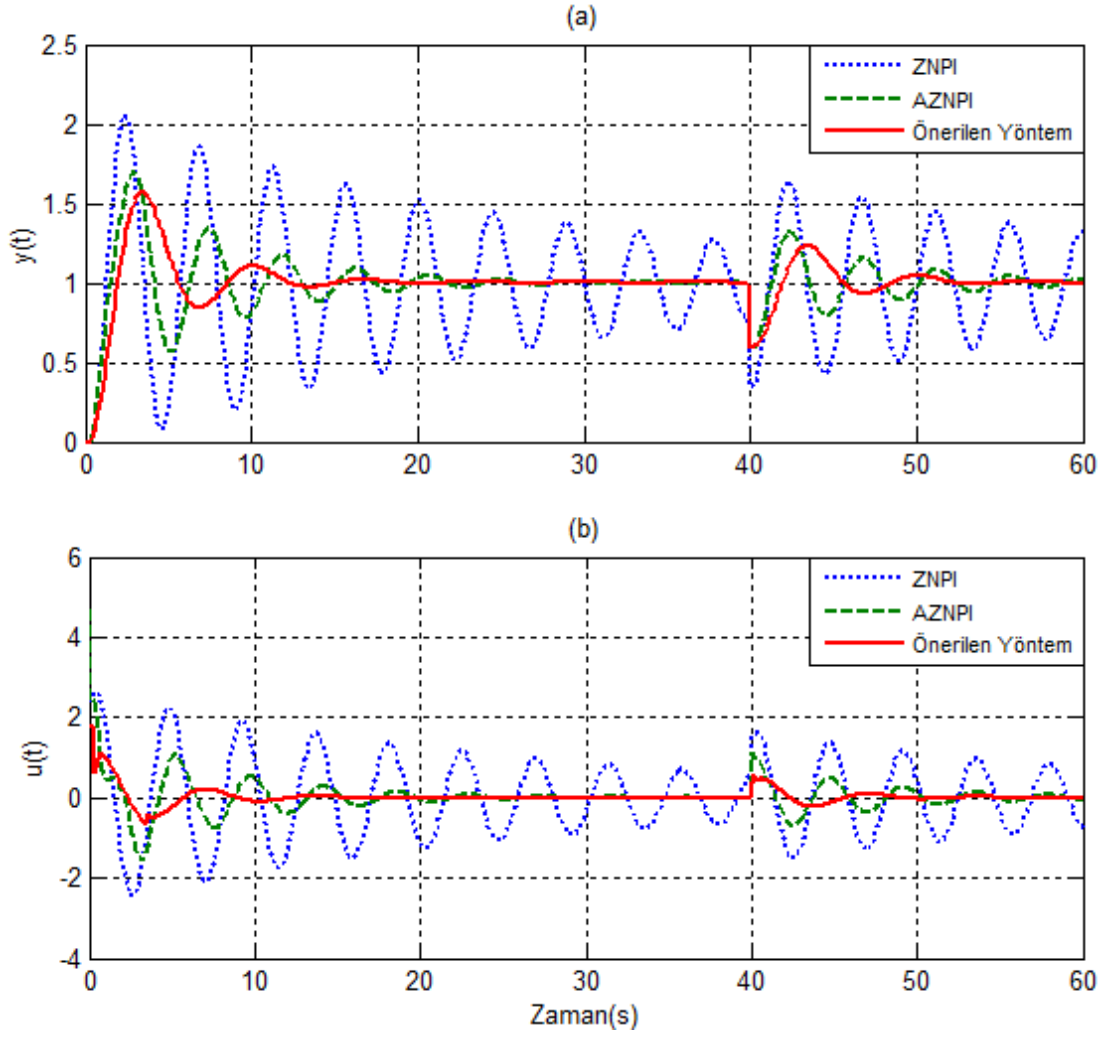 (a)
2.5
2
1.5
1
0.5
0
y(t)
ZNPI
AZNPI
Önerilen Yöntem
0 10 20 30 40 50 60
(b)
6
4
2
0
-2
-4
u(t)
ZNPI
AZNPI
Önerilen Yöntem
0 10 20 30 40 50 60
Zaman(s)